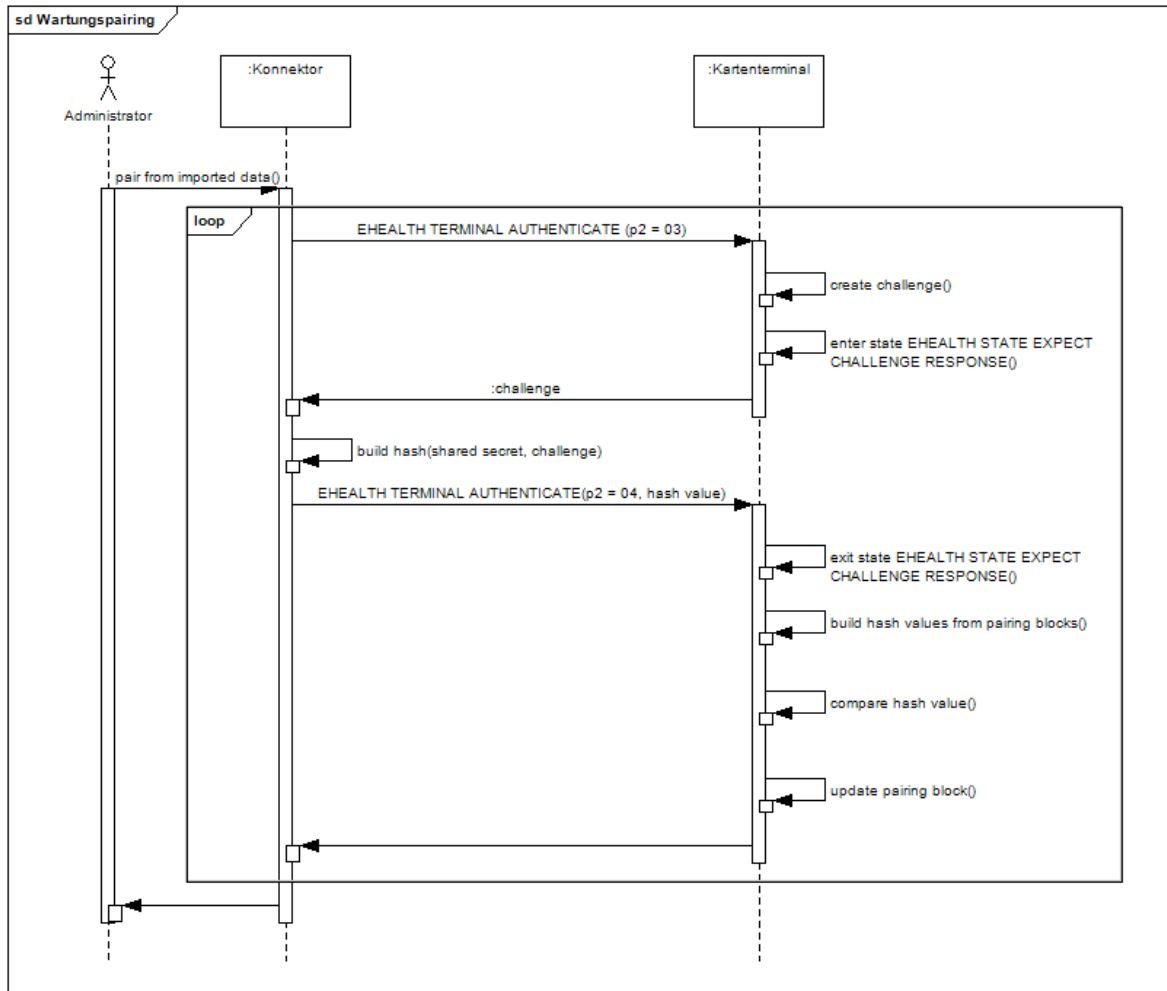 sd Wartungspairing
:Konnektor
:Kartenterminal
Administrator
pair from imported data()
loop
EHEALTH TERMINAL AUTHENTICATE (p2 = 03)
create challenge()
enter state EHEALTH STATE EXPECT
CHALLENGE RESPONSE()
:challenge
build hash(shared secret, challenge)
EHEALTH TERMINAL AUTHENTICATE(p2 = 04, hash value)
exit state EHEALTH STATE EXPECT
CHALLENGE RESPONSE()
build hash values from pairing blocks()
compare hash value()
update pairing block()